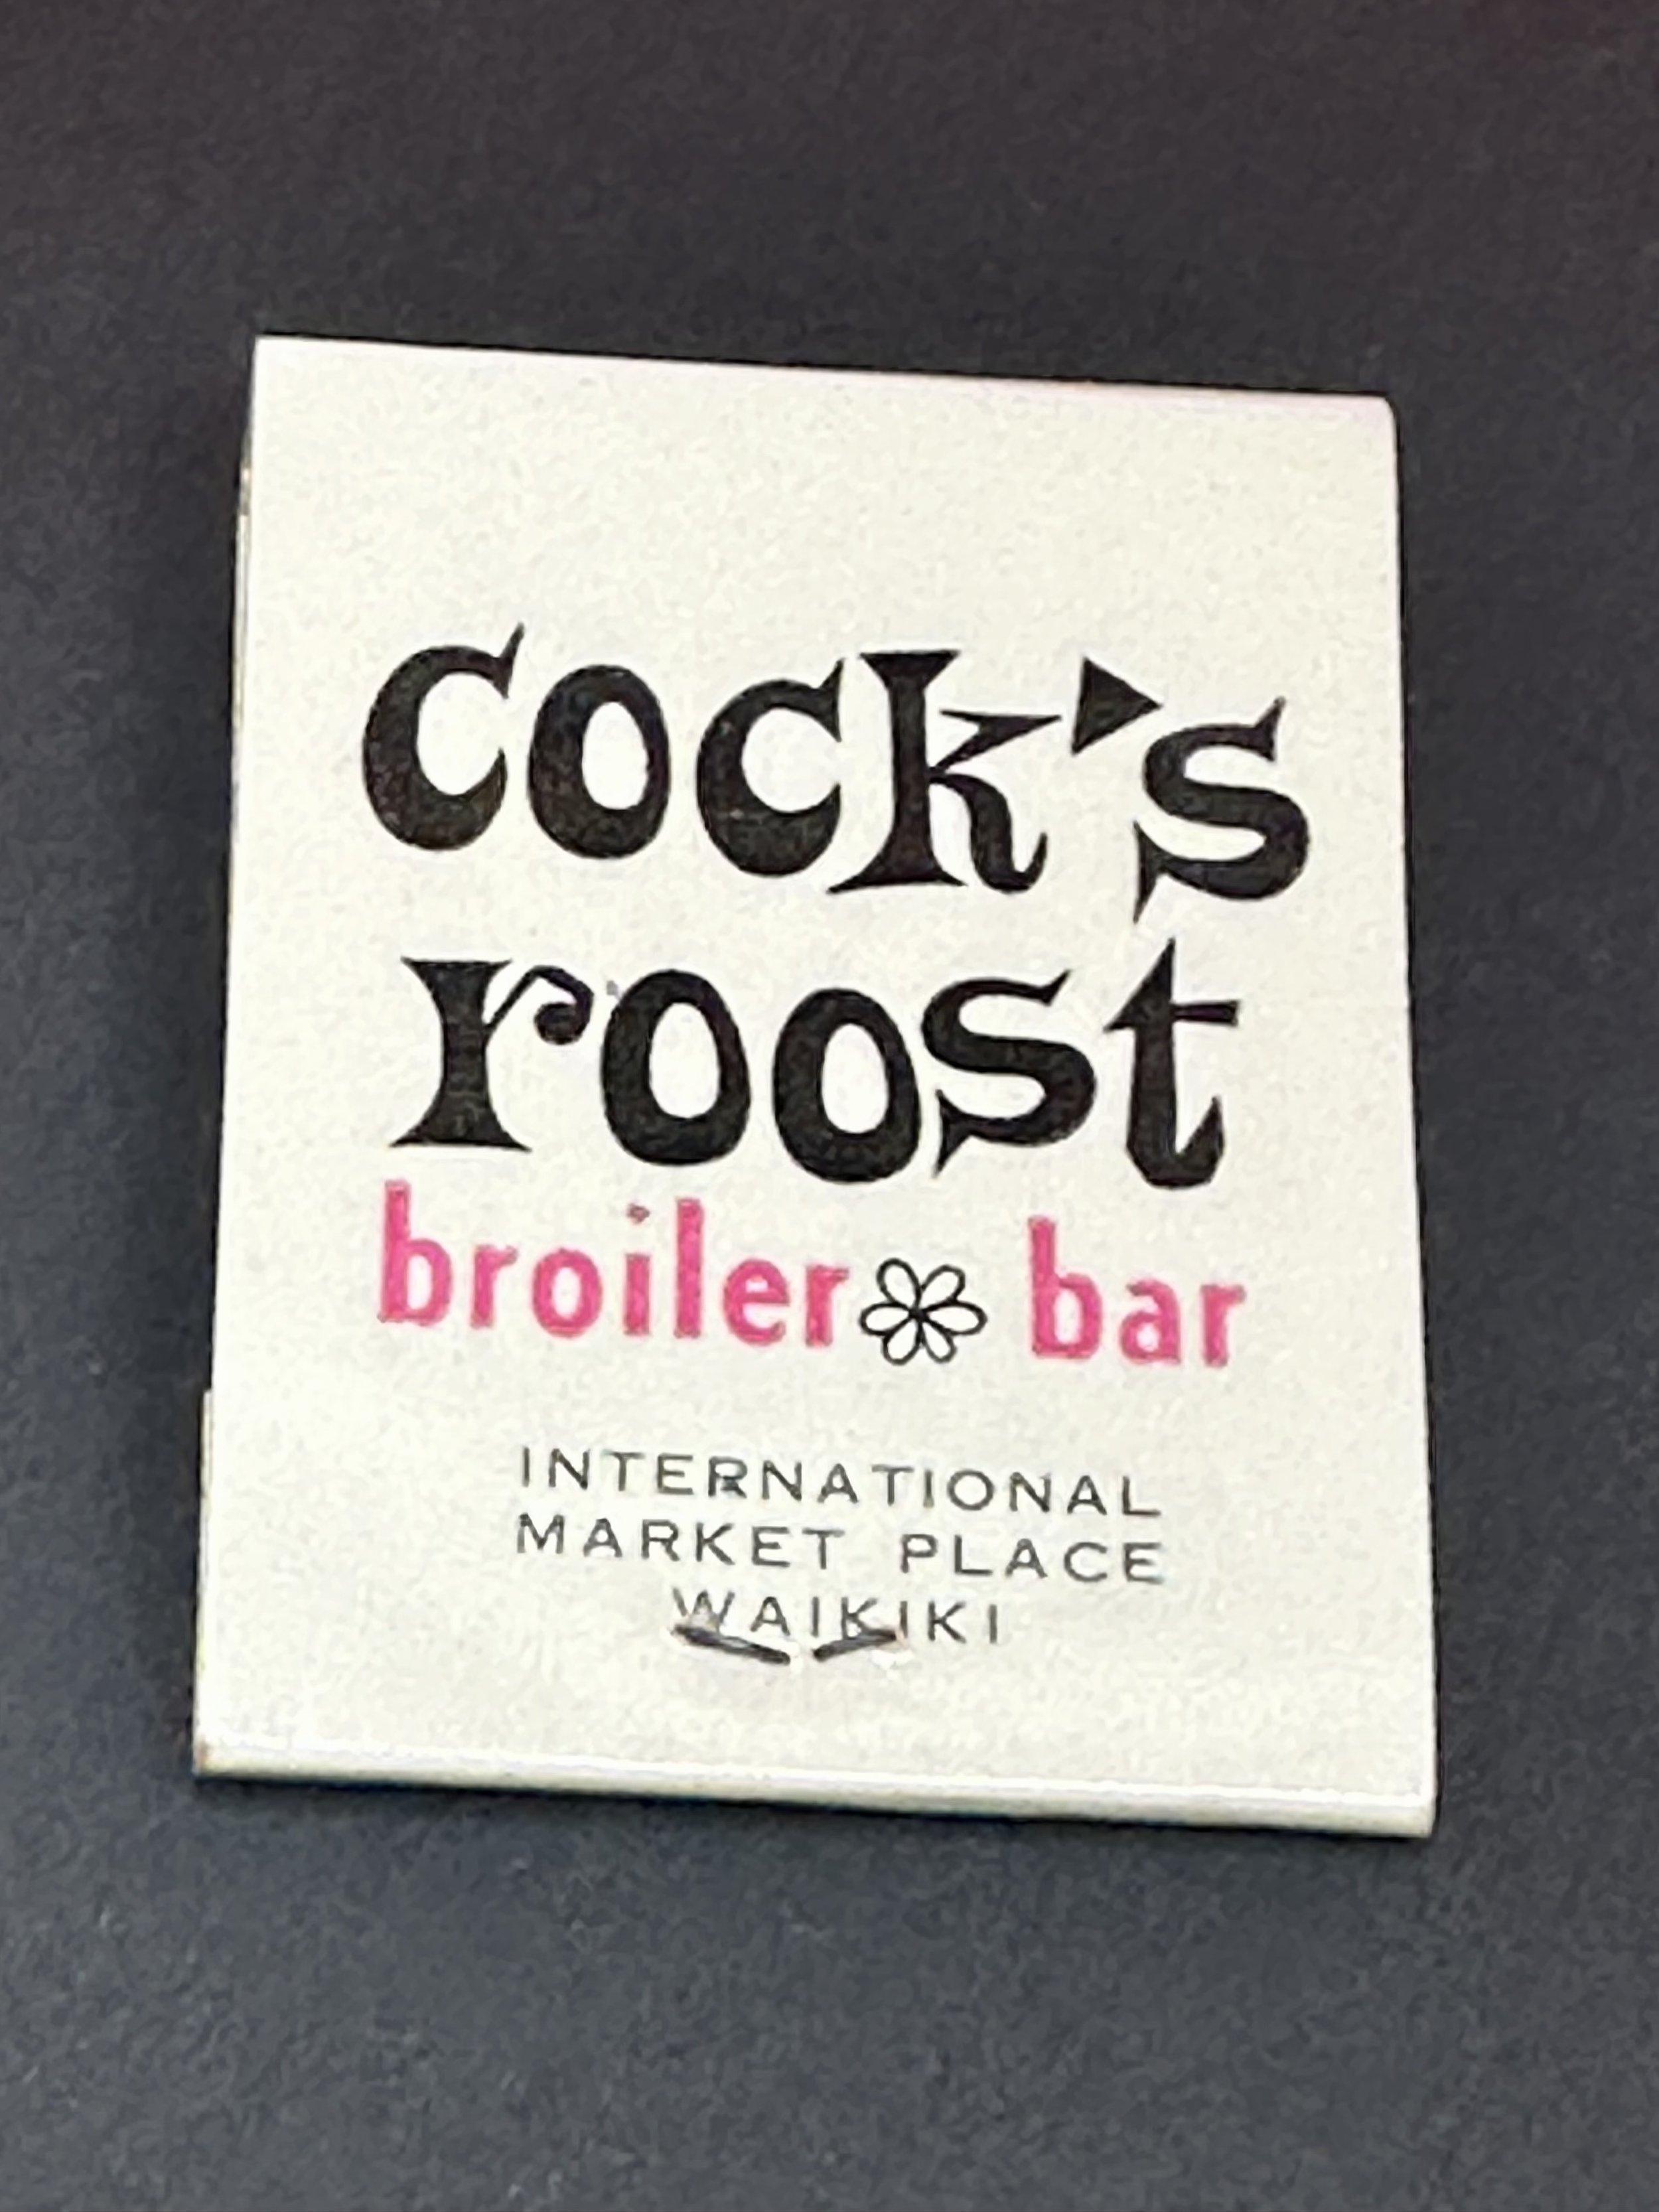 cock's
roost
broiler bar
INTERNATIONAL
MARKET PLACE
WAIKIKI